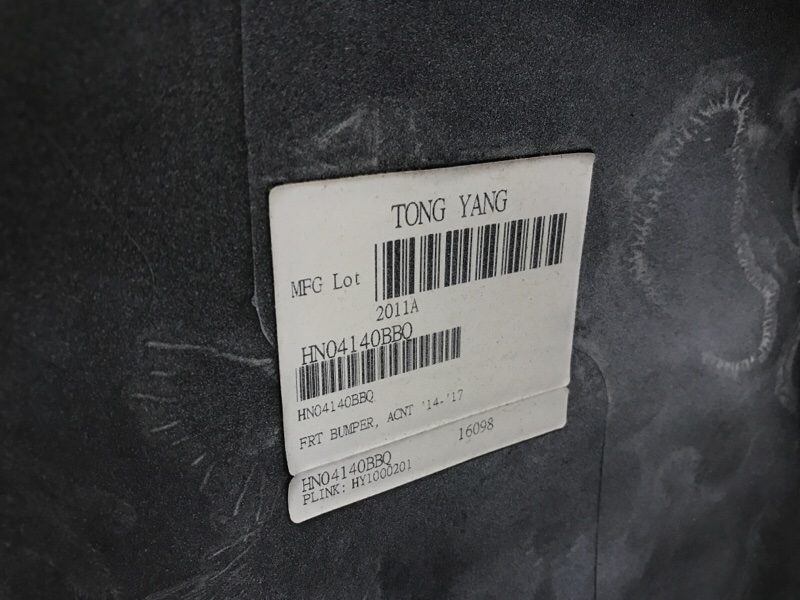 TONG YANG
MFG Lot
2011A
HN04140BBQ
HN04140BBQ
FRT BUMPER, ACNT '14-'17
16098
HN04140BBQ
PLINK: HY1000201